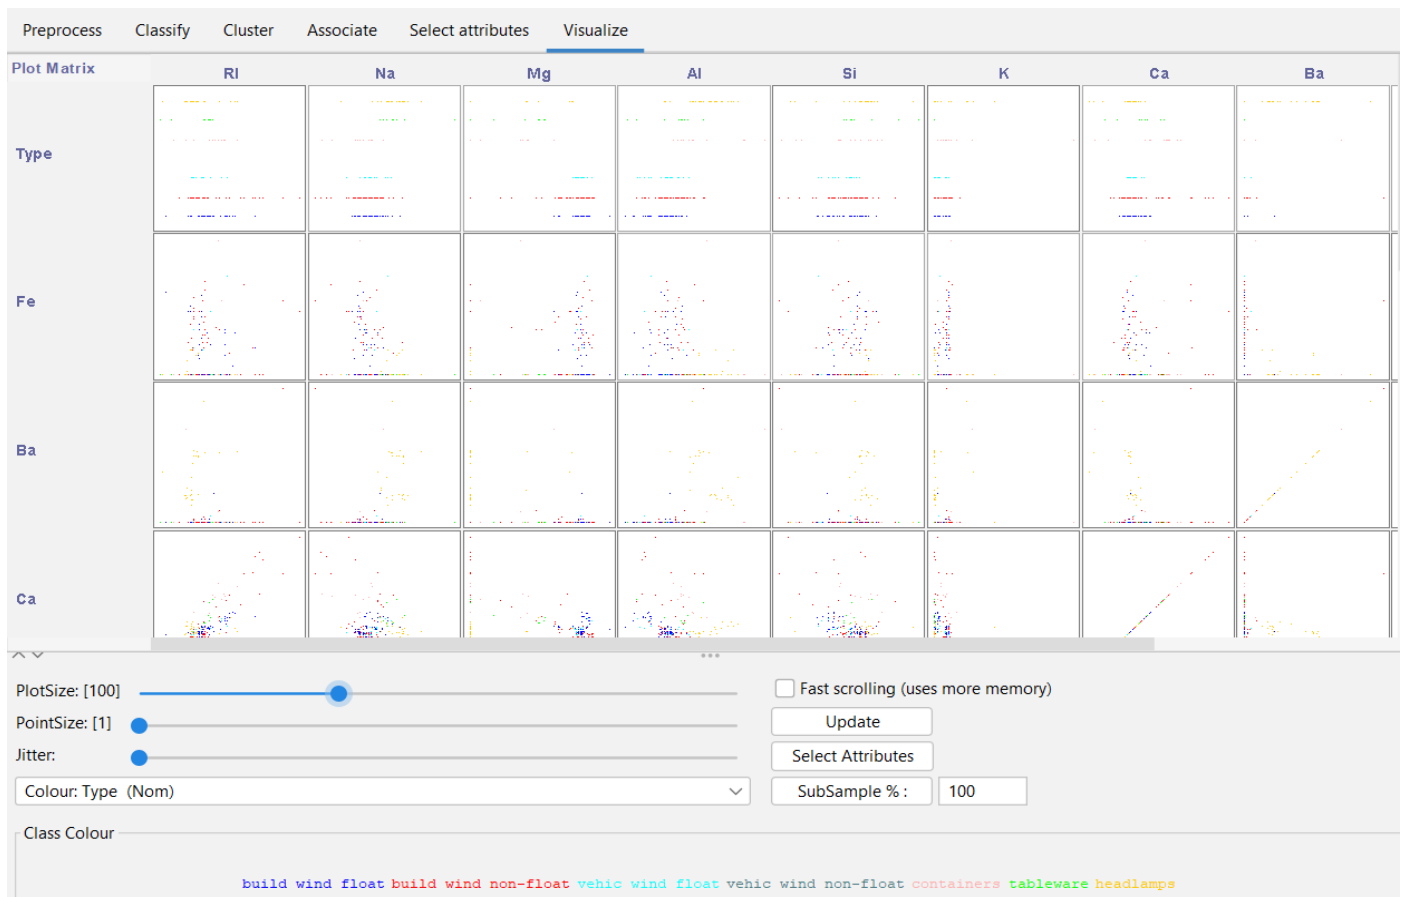 Preprocess Classify Cluster Associate Select attributes Visualize
Plot Matrix RI Na Mg Al Si K Ca Ba
Type
Fe
Ba
Ca
PlotSize: [100]
Fast scrolling (uses more memory)
PointSize: [1]
Update
Jitter:
Select Attributes
Colour: Type (Nom)
SubSample % : 100
Class Colour
build wind float build wind non-float vehic wind float vehic wind non-float containers tableware headlamps